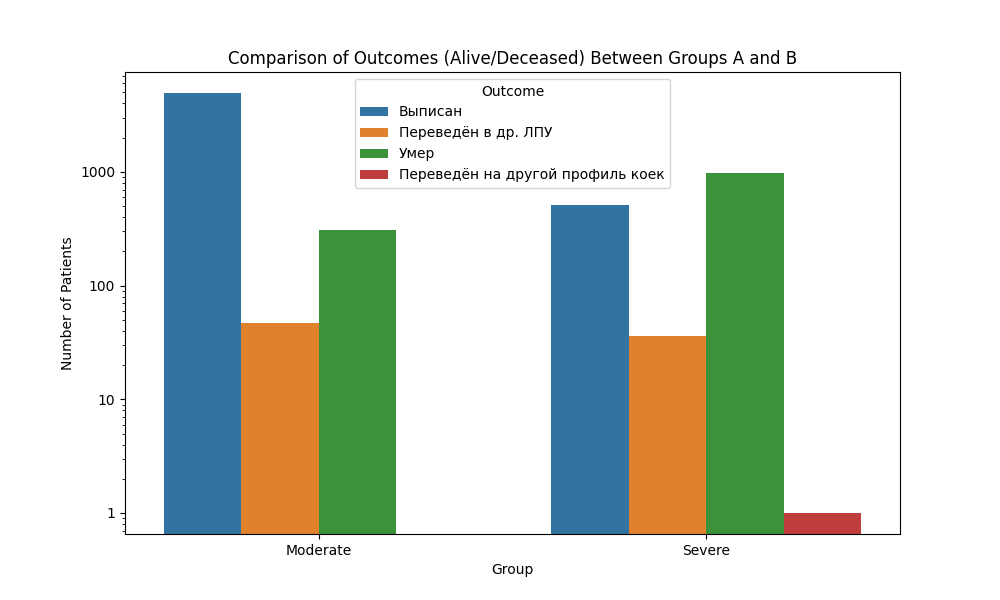 Comparison of Outcomes (Alive/Deceased) Between Groups A and B
Outcome
Выписан
Переведён в др. ЛПУ
Умер
Переведён на другой профиль коек
1000
100
10
1
Number of Patients
Moderate
Severe
Group